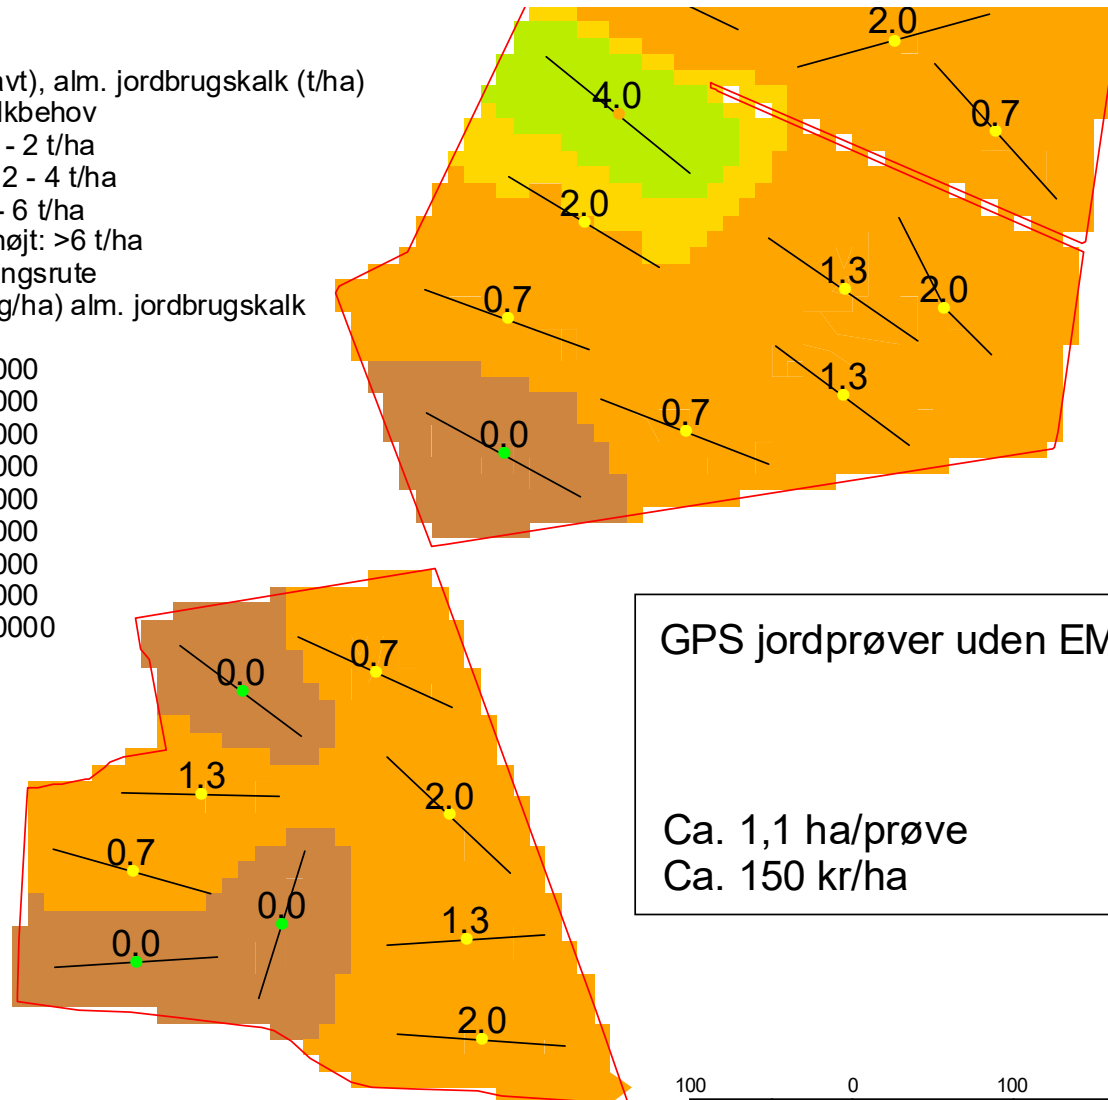 avt), alm. jordbrugskalk (t/ha)
lkbehov
- 2 t/ha
2 - 4 t/ha
- 6 t/ha
højt: >6 t/ha
ingsrute
g/ha) alm. jordbrugskalk
000
000
000
000
000
000
000
000
0000
2.0
4.0
0.7
2.0
1.3
2.0
0.7
1.3
0.7
0.0
GPS jordprøver uden EM
0.7
0.0
1.3
2.0
0.7
0.0
1.3
0.0
2.0
Ca. 1,1 ha/prøve
Ca. 150 kr/ha
100 0 100